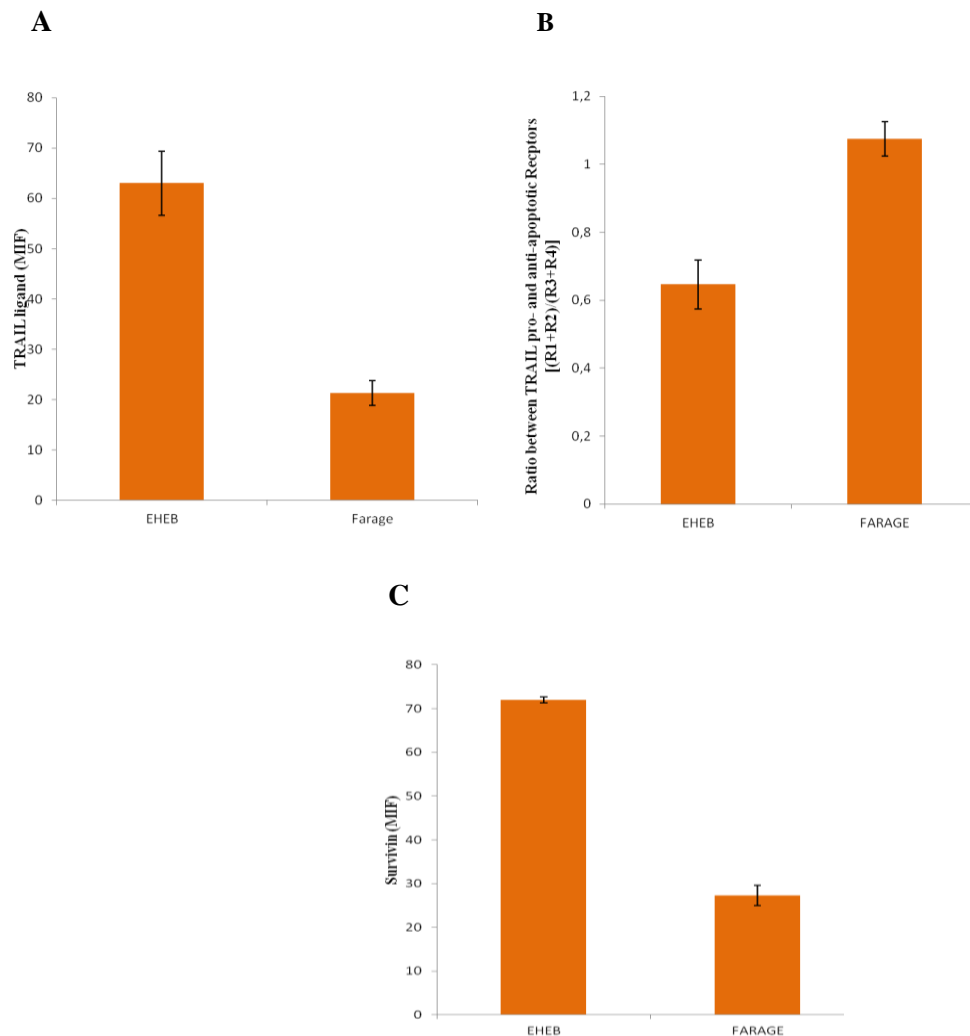 A
TRAIL ligand (MIF)
80
70
60
50
40
30
20
10
0
EHEB
Farage
B
Ratio between TRAIL pro- and anti-apoptotic Recptors
[(R1+R2)/(R3+R4)]
1,2
1
0,8
0,6
0,4
0,2
0
EHEB
FARAGE
C
Survivin (MIF)
80
70
60
50
40
30
20
10
0
EHEB
FARAGE